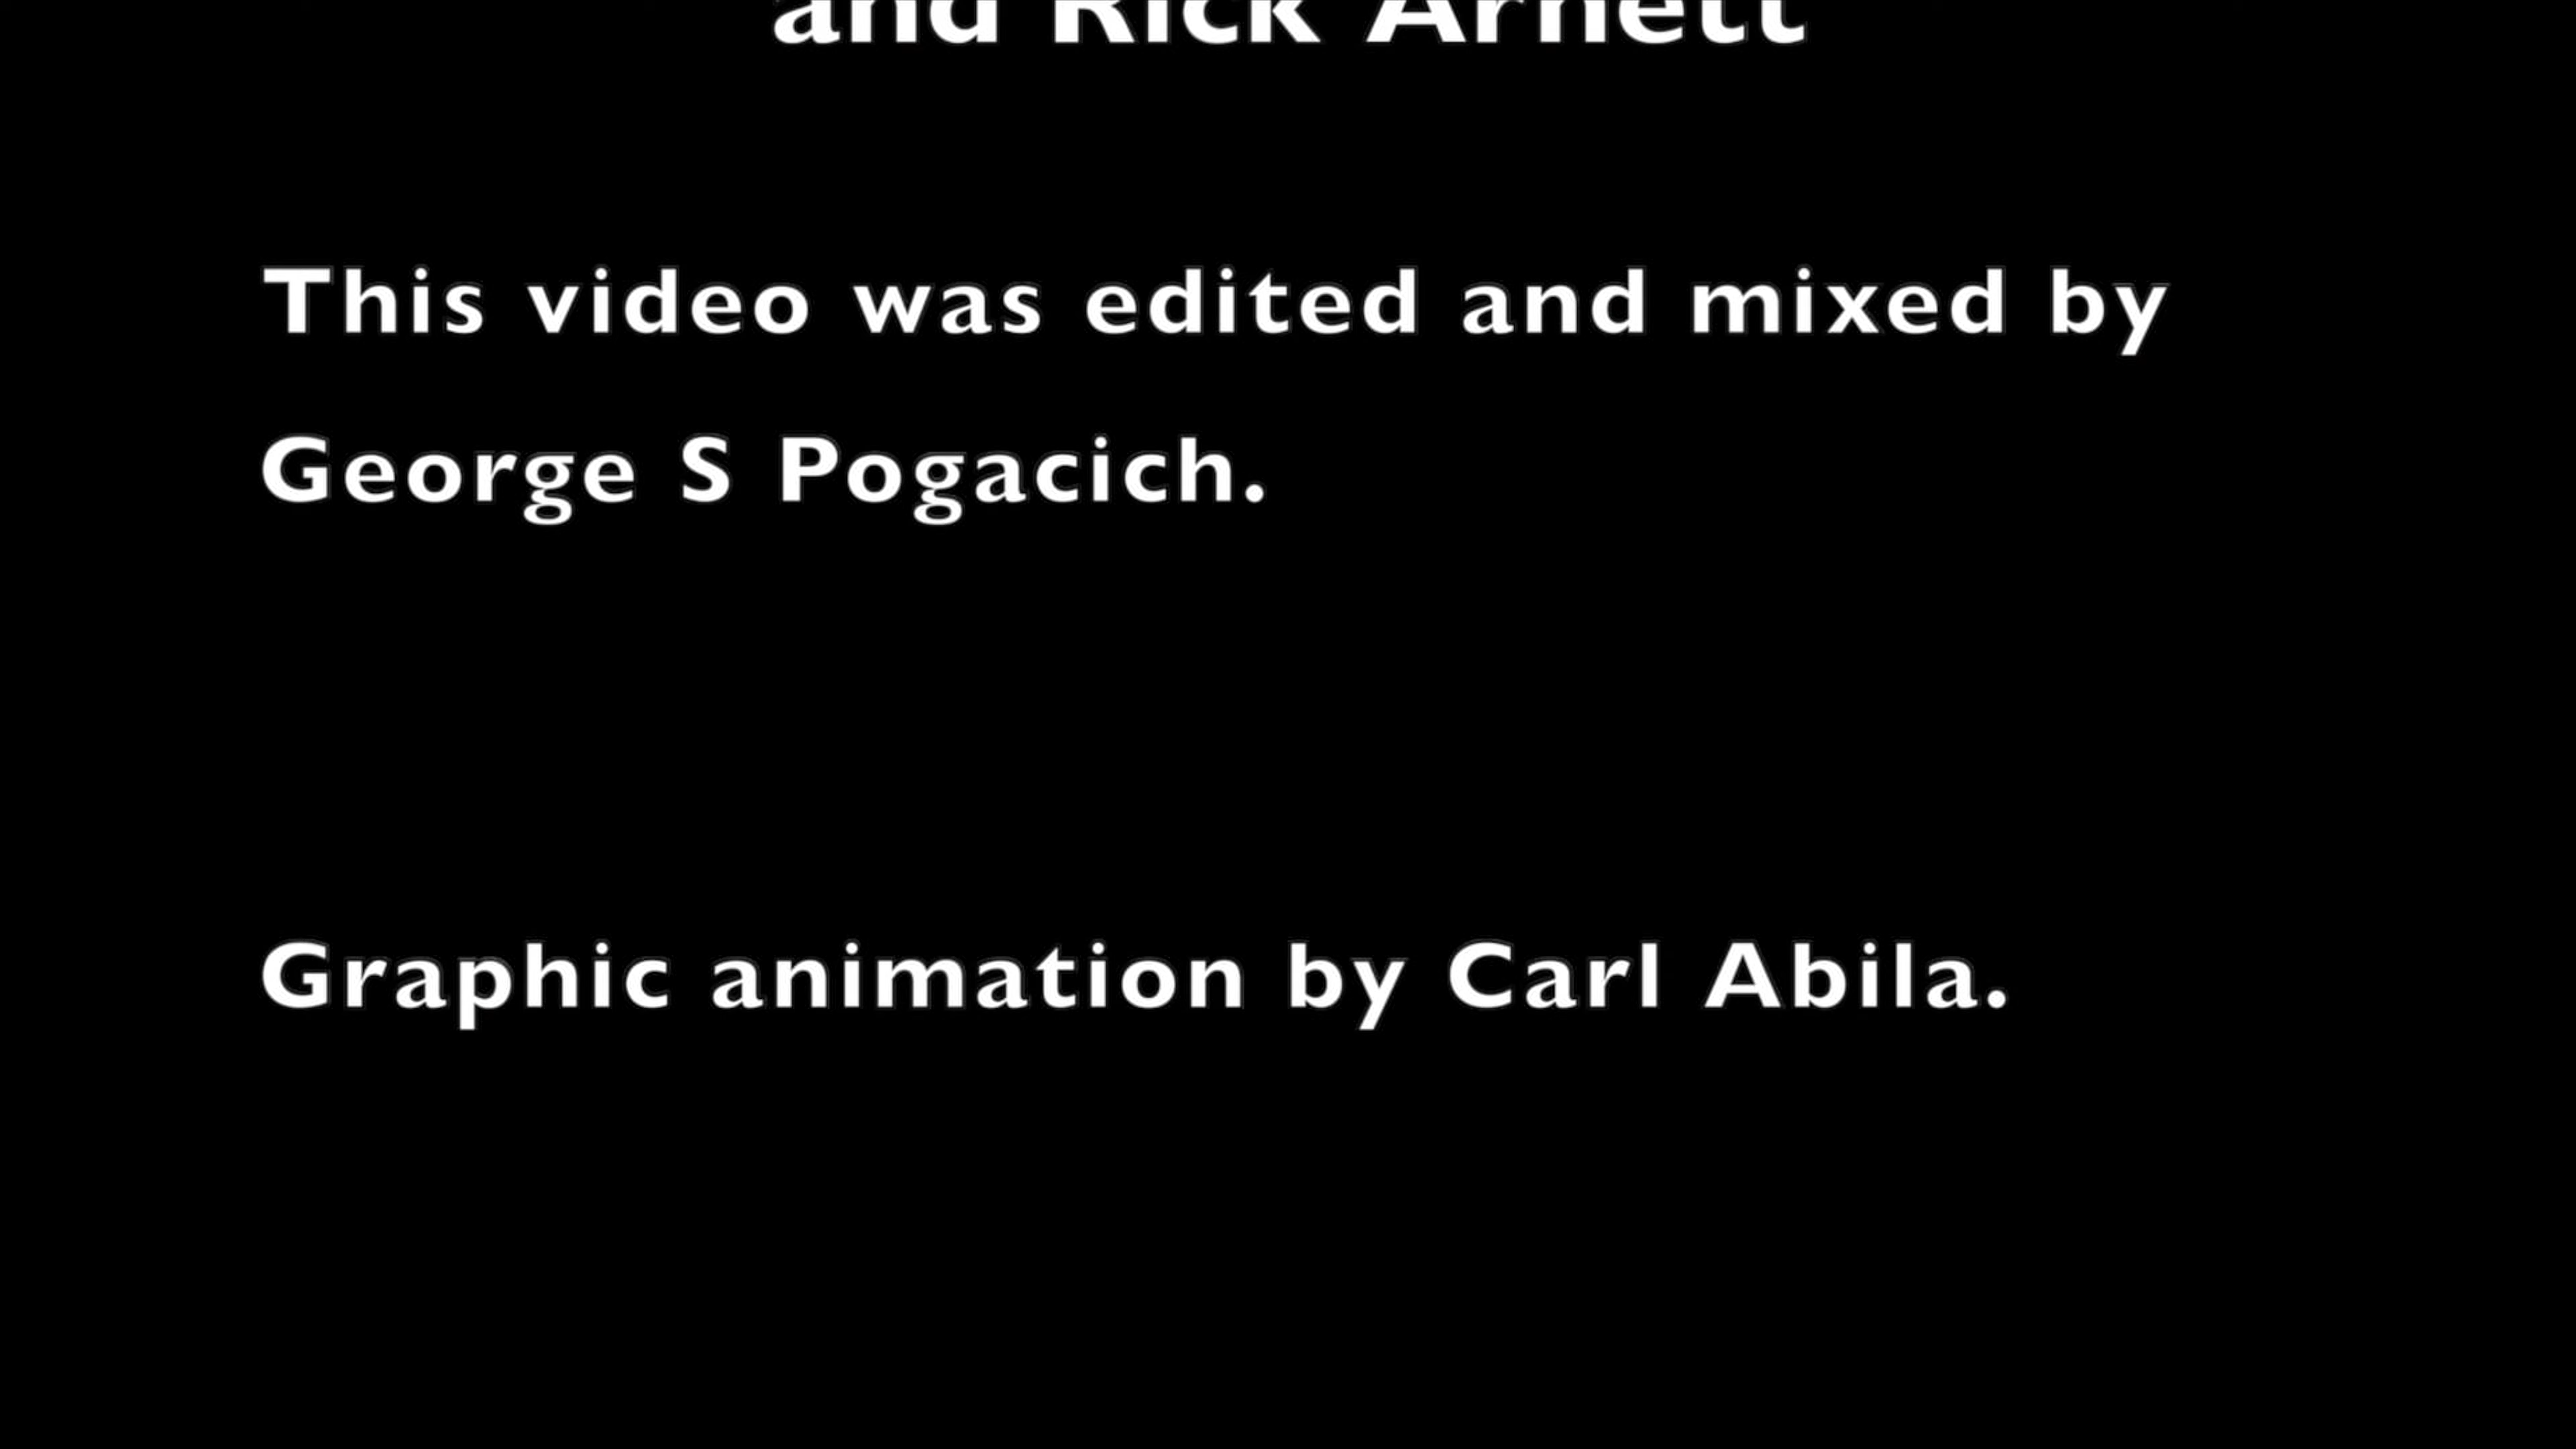 and Rick Arnett
This video was edited and mixed by
George S Pogacich.
Graphic animation by Carl Abila.